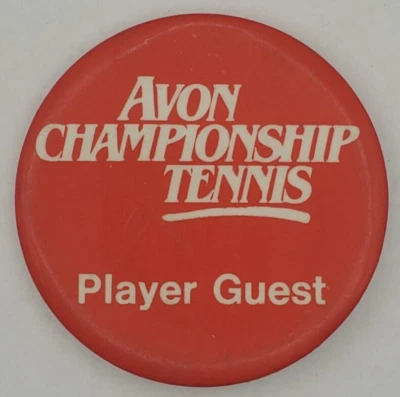 AVON
CHAMPIONSHIP
TENNIS
Player Guest